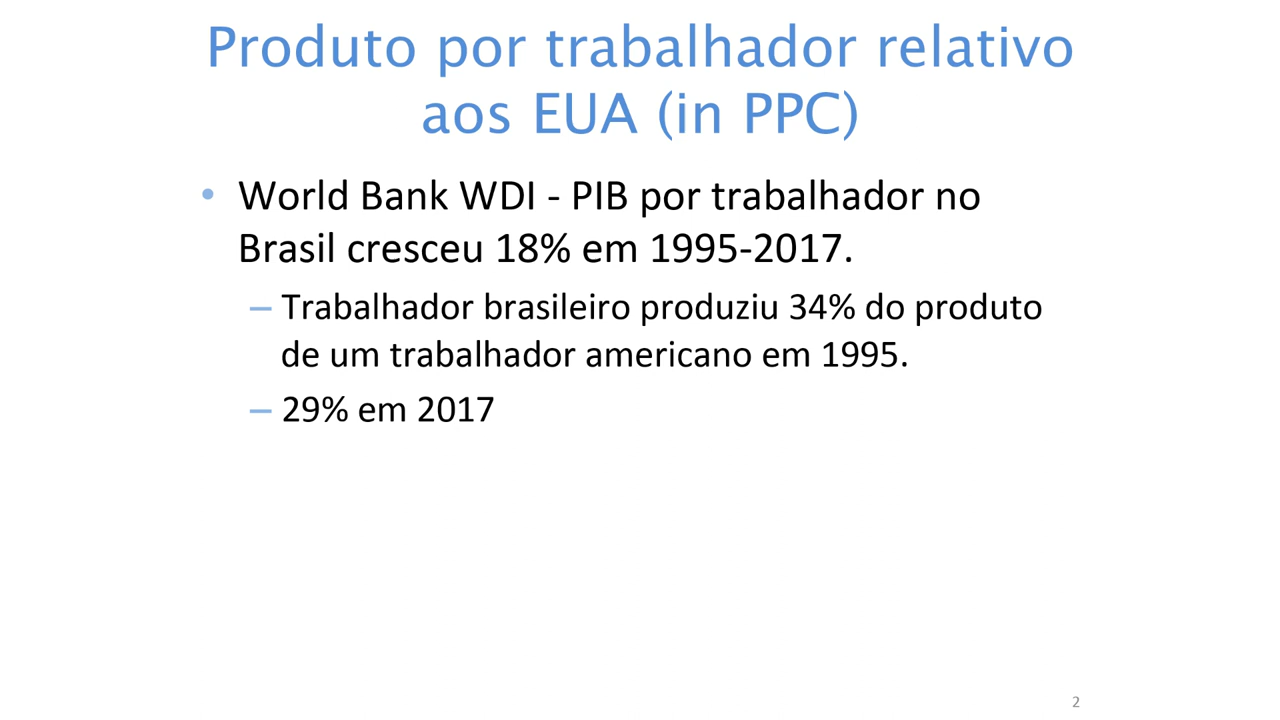 Produto por trabalhador relativo
aos EUA (in PPC)
• World Bank WDI - PIB por trabalhador no
Brasil cresceu 18% em 1995-2017.
– Trabalhador brasileiro produziu 34% do produto
de um trabalhador americano em 1995.
– 29% em 2017
2